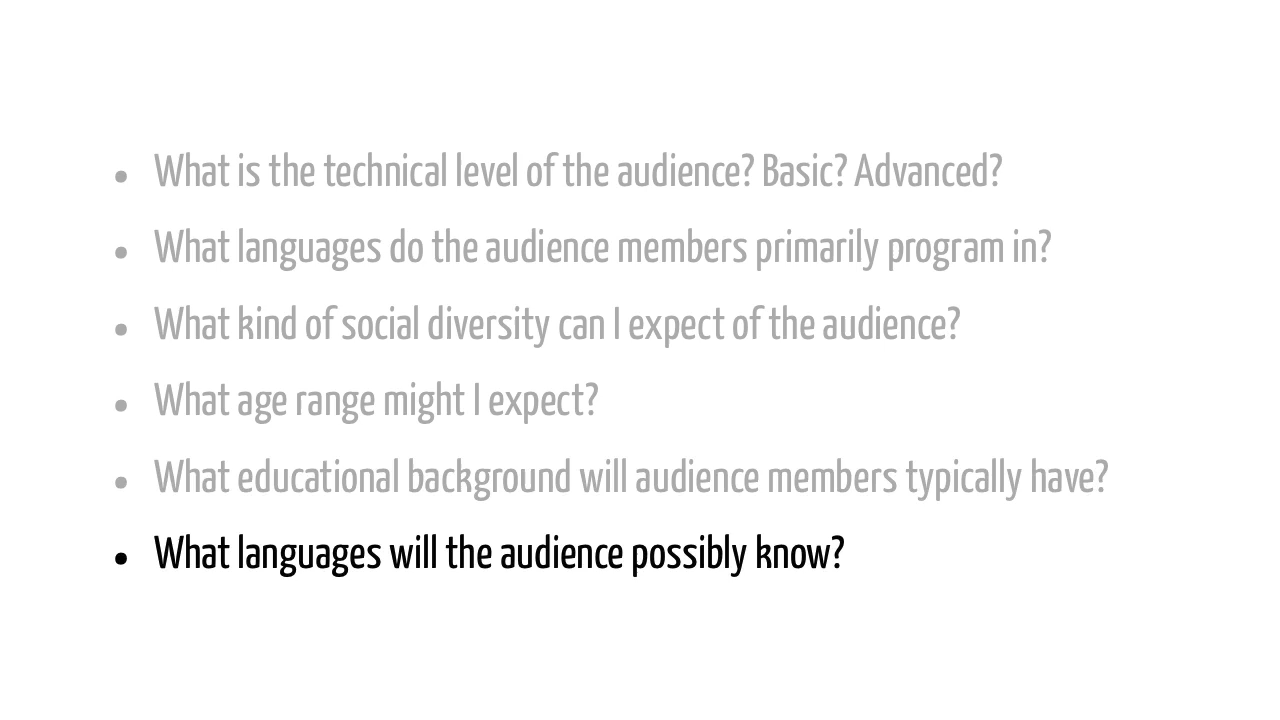 • What is the technical level of the audience? Basic? Advanced?
• What languages do the audience members primarily program in?
• What kind of social diversity can I expect of the audience?
• What age range might I expect?
• What educational background will audience members typically have?
• What languages will the audience possibly know?